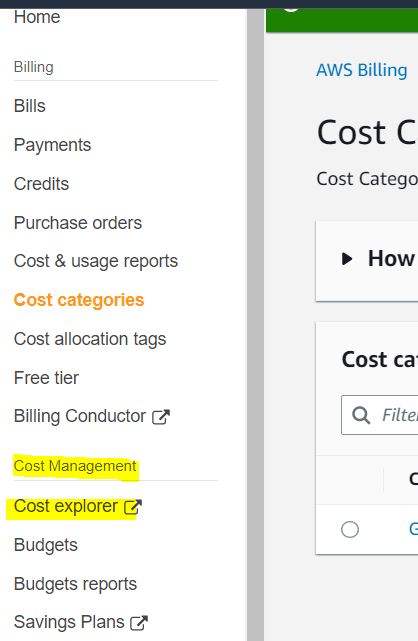 Home
Billing
Bills
Payments
Credits
Purchase orders
Cost & usage reports
Cost categories
Cost allocation tags
Free tier
Billing Conductor
Cost Management
Cost explorer
Budgets
Budgets reports
Savings Plans
AWS Billing
Cost C
Cost Catego
How
Cost ca
Filte